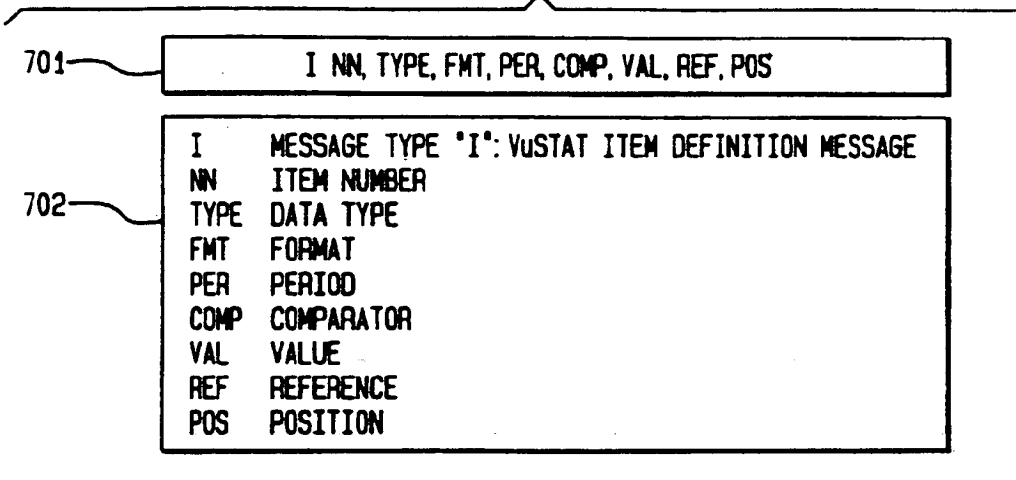 701
I NN, TYPE, FMT, PER, COMP, VAL, REF, POS
702
I MESSAGE TYPE "I": VuSTAT ITEM DEFINITION MESSAGE
NN ITEM NUMBER
TYPE DATA TYPE
FMT FORMAT
PER PERIOD
COMP COMPARATOR
VAL VALUE
REF REFERENCE
POS POSITION